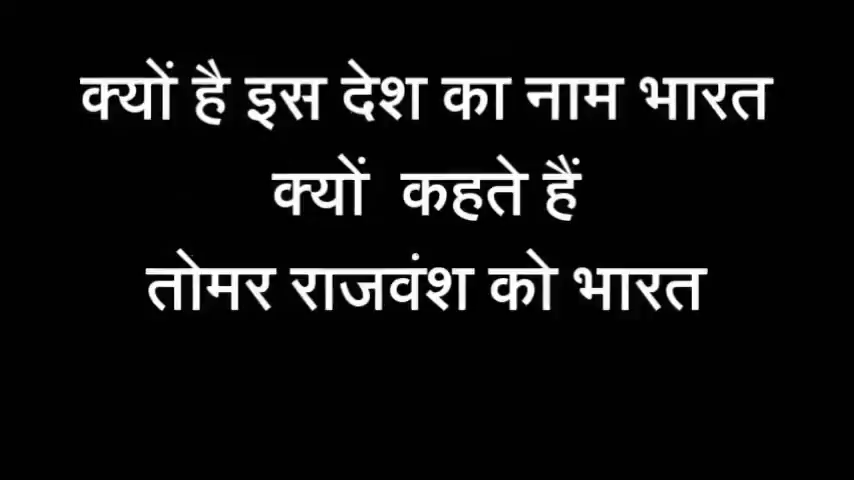 क्यों है इस देश का नाम भारत
क्यों कहते हैं
तोमर राजवंश को भारत